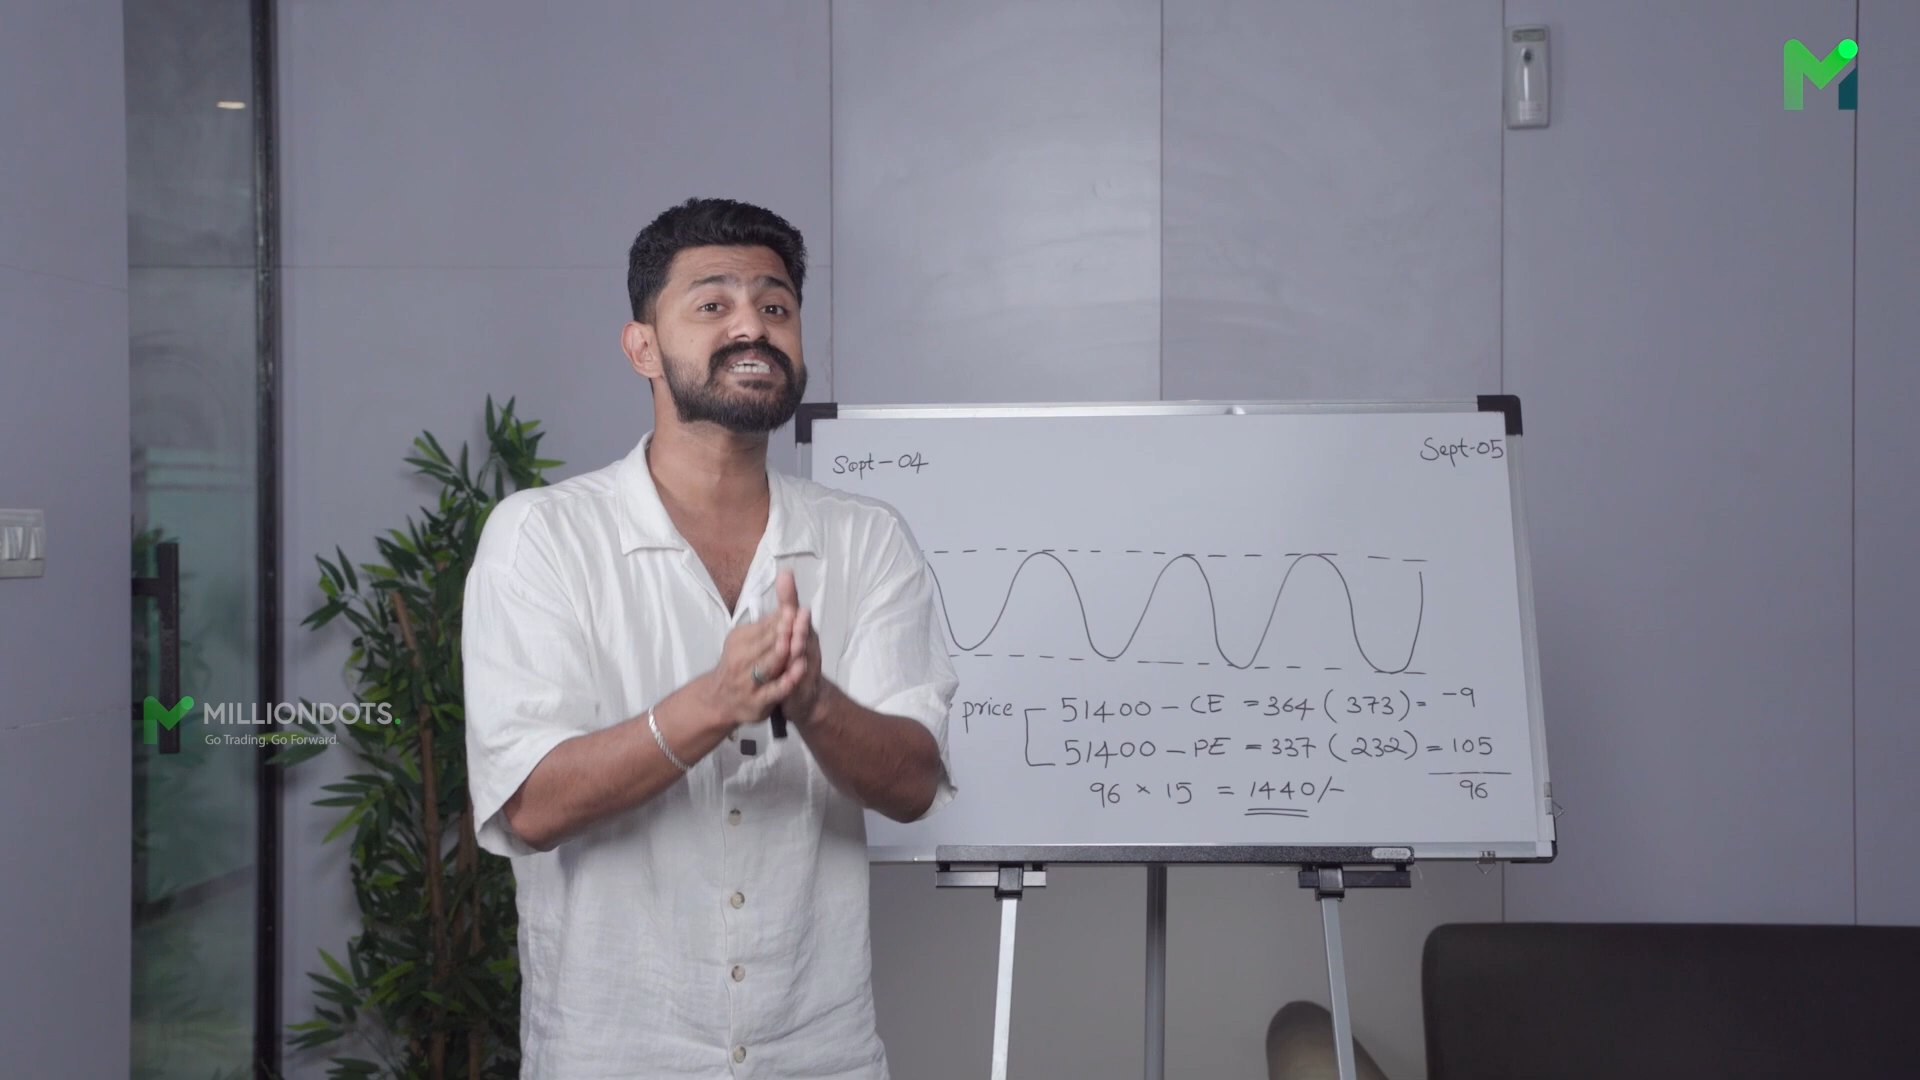 Sept-04
Sept-05
price
51400 - CE = 364 (373) = -9
51400 - PE = 337 (232) = 105
96 × 15 = 1440/-
96
MILLIONDOTS.
Go Trading. Go Forward.